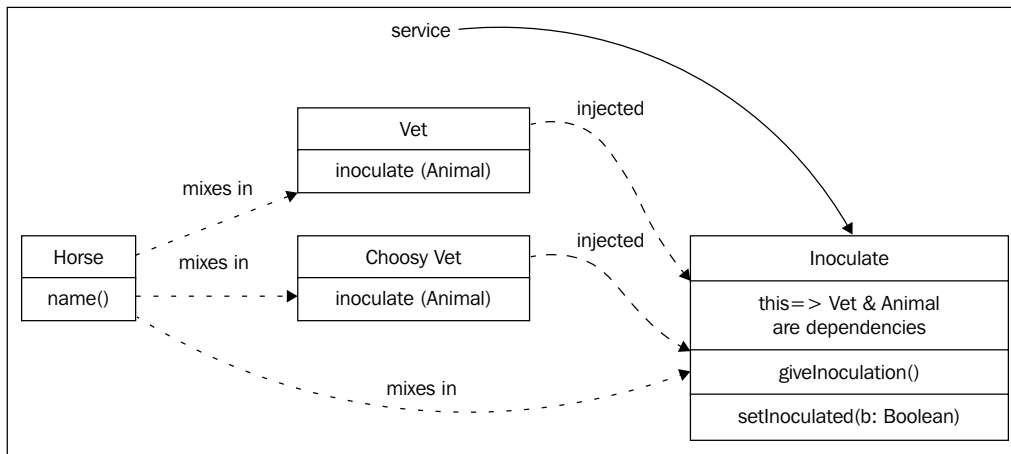 service
injected
Vet
inoculate (Animal)
mixes in
injected
Horse
name()
mixes in
Choosy Vet
inoculate (Animal)
Inoculate
this=> Vet & Animal
are dependencies
giveInoculation()
setInoculated(b: Boolean)
mixes in